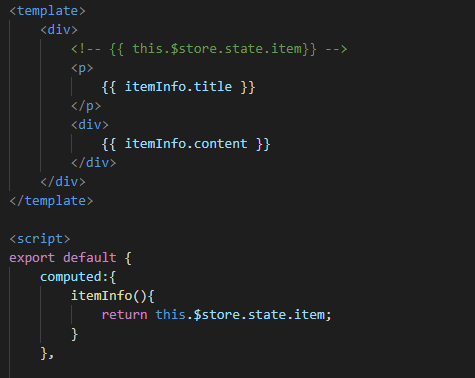 <template>
    <div>
        <!-- {{ this.$store.state.item}} -->
        <p>
            {{ itemInfo.title }}
        </p>
        <div>
            {{ itemInfo.content }}
        </div>
    </div>
</template>

<script>
export default {
    computed:{
        itemInfo(){
            return this.$store.state.item;
        }
    },